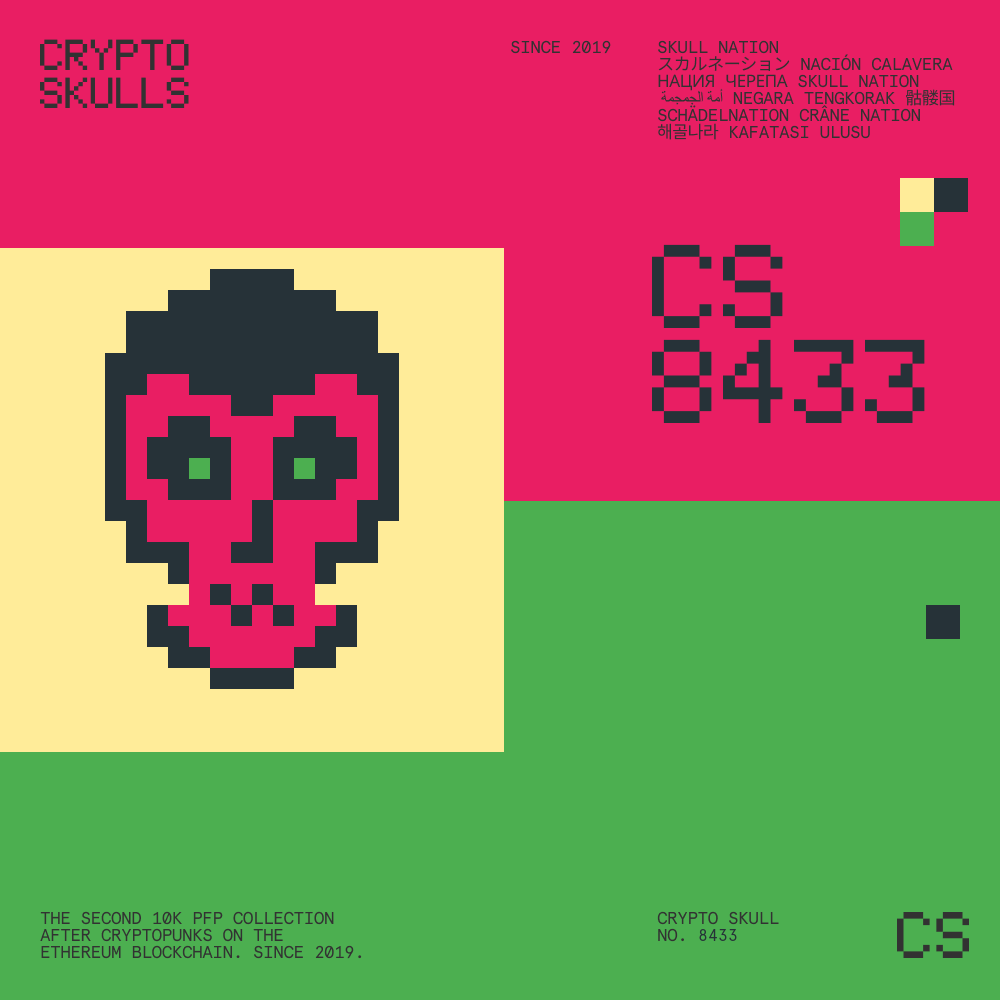 CRYPTO
SKULLS
SINCE 2019
SKULL NATION
スカルネーション NACIÓN CALAVERA
НАЦИЯ ЧЕРЕПА SKULL NATION
أمة الجمجمة NEGARA TENGKORAK 骷髅国
SCHÄDELNATION CRÂNE NATION
해골나라 KAFATASI ULUSU
CS
8433
THE SECOND 10K PFP COLLECTION
AFTER CRYPTOPUNKS ON THE
ETHEREUM BLOCKCHAIN. SINCE 2019.
CRYPTO SKULL
NO. 8433
CS